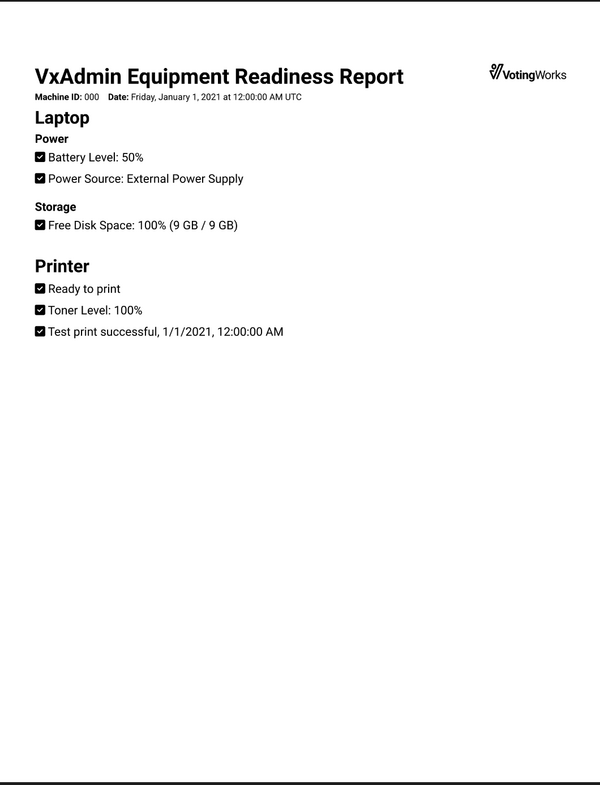 VxAdmin Equipment Readiness Report
VotingWorks
Machine ID: 000 Date: Friday, January 1, 2021 at 12:00:00 AM UTC
Laptop
Power
Battery Level: 50%
Power Source: External Power Supply
Storage
Free Disk Space: 100% (9 GB / 9 GB)
Printer
Ready to print
Toner Level: 100%
Test print successful, 1/1/2021, 12:00:00 AM